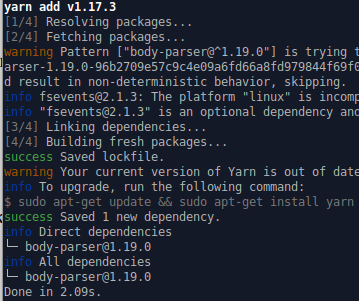 yarn add v1.17.3
[1/4] Resolving packages...
[2/4] Fetching packages...
warning Pattern ["body-parser@^1.19.0"] is trying t
arser-1.19.0-96b2709e57c9c4e09a6fd66a8fd979844f69f0
d result in non-deterministic behavior, skipping.
info fsevents@2.1.3: The platform "linux" is incomp
info "fsevents@2.1.3" is an optional dependency and
[3/4] Linking dependencies...
[4/4] Building fresh packages...
success Saved lockfile.
warning Your current version of Yarn is out of date
info To upgrade, run the following command:
$ sudo apt-get update && sudo apt-get install yarn
success Saved 1 new dependency.
info Direct dependencies
└─ body-parser@1.19.0
info All dependencies
└─ body-parser@1.19.0
Done in 2.09s.